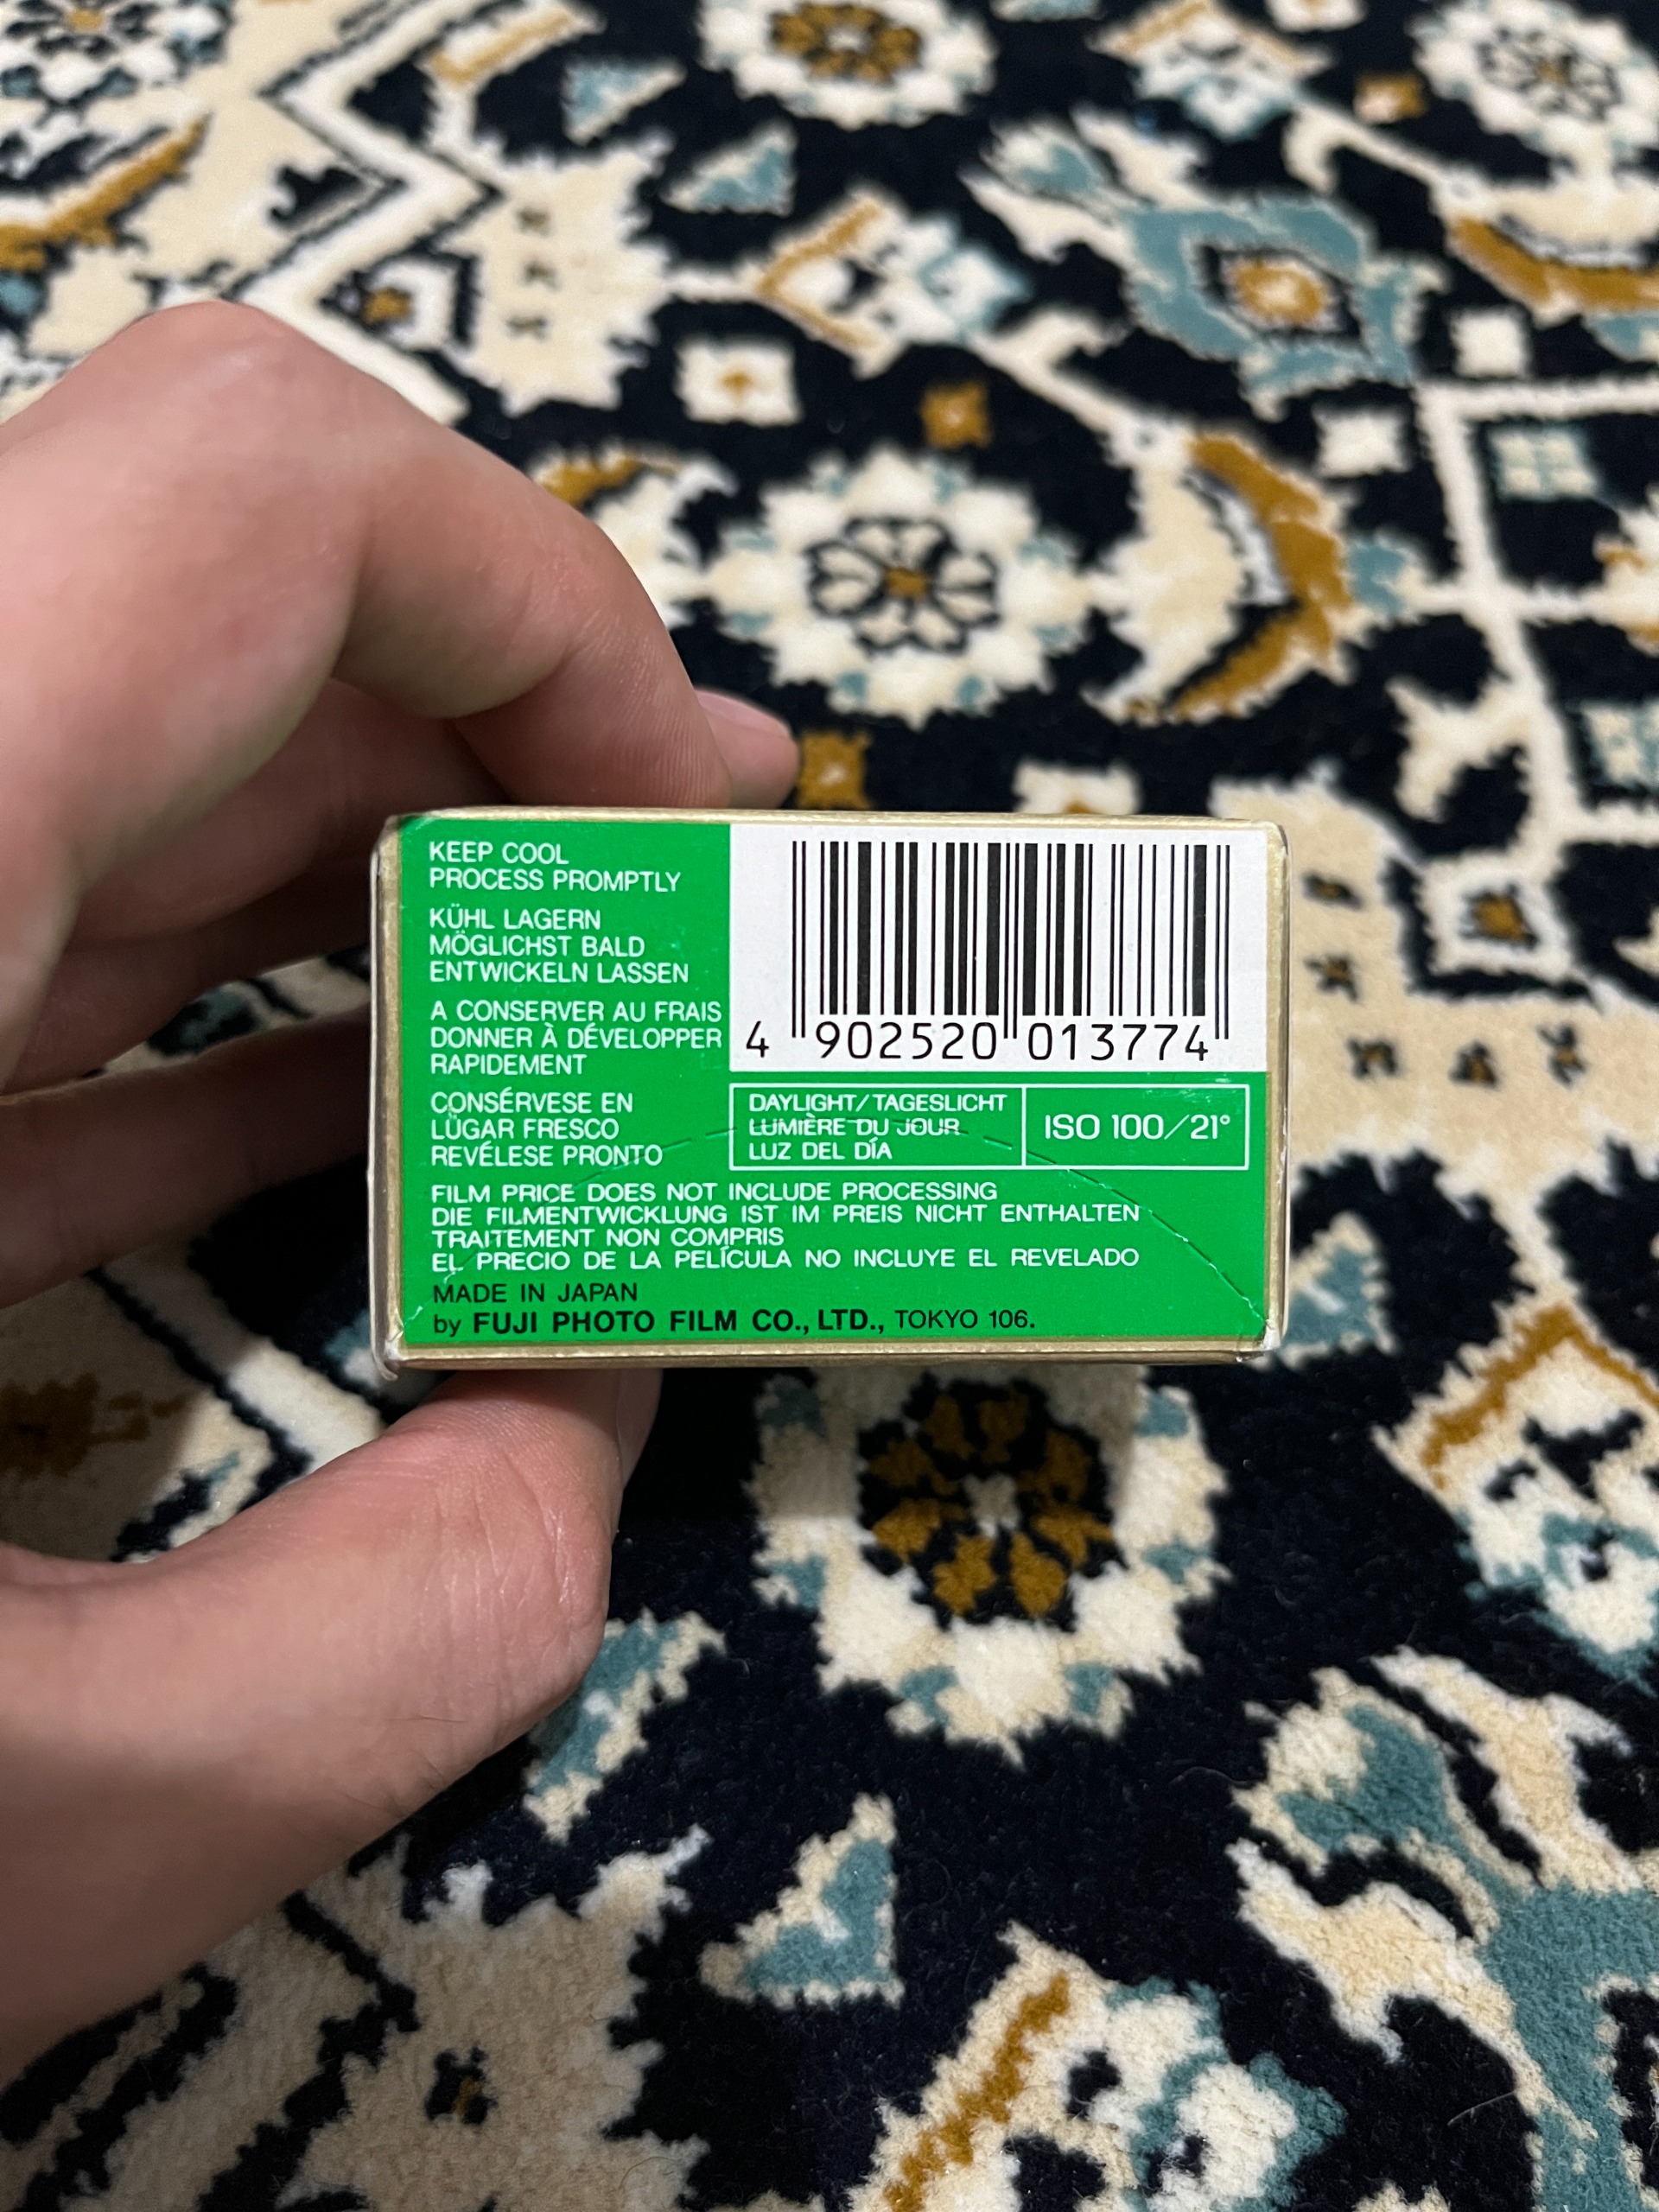 KEEP COOL
PROCESS PROMPTLY
KÜHL LAGERN
MÖGLICHST BALD
ENTWICKELN LASSEN
A CONSERVER AU FRAIS
DONNER À DÉVELOPPER
RAPIDEMENT
CONSÉRVESE EN
LÜGAR FRESCO
REVÉLESE PRONTO
4 902520 013774
DAYLIGHT/TAGESLICHT
LUMIÈRE DU JOUR
LUZ DEL DÍA
ISO 100/21°
FILM PRICE DOES NOT INCLUDE PROCESSING
DIE FILMENTWICKLUNG IST IM PREIS NICHT ENTHALTEN
TRAITEMENT NON COMPRIS
EL PRECIO DE LA PELÍCULA NO INCLUYE EL REVELADO
MADE IN JAPAN
by FUJI PHOTO FILM CO., LTD., TOKYO 106.